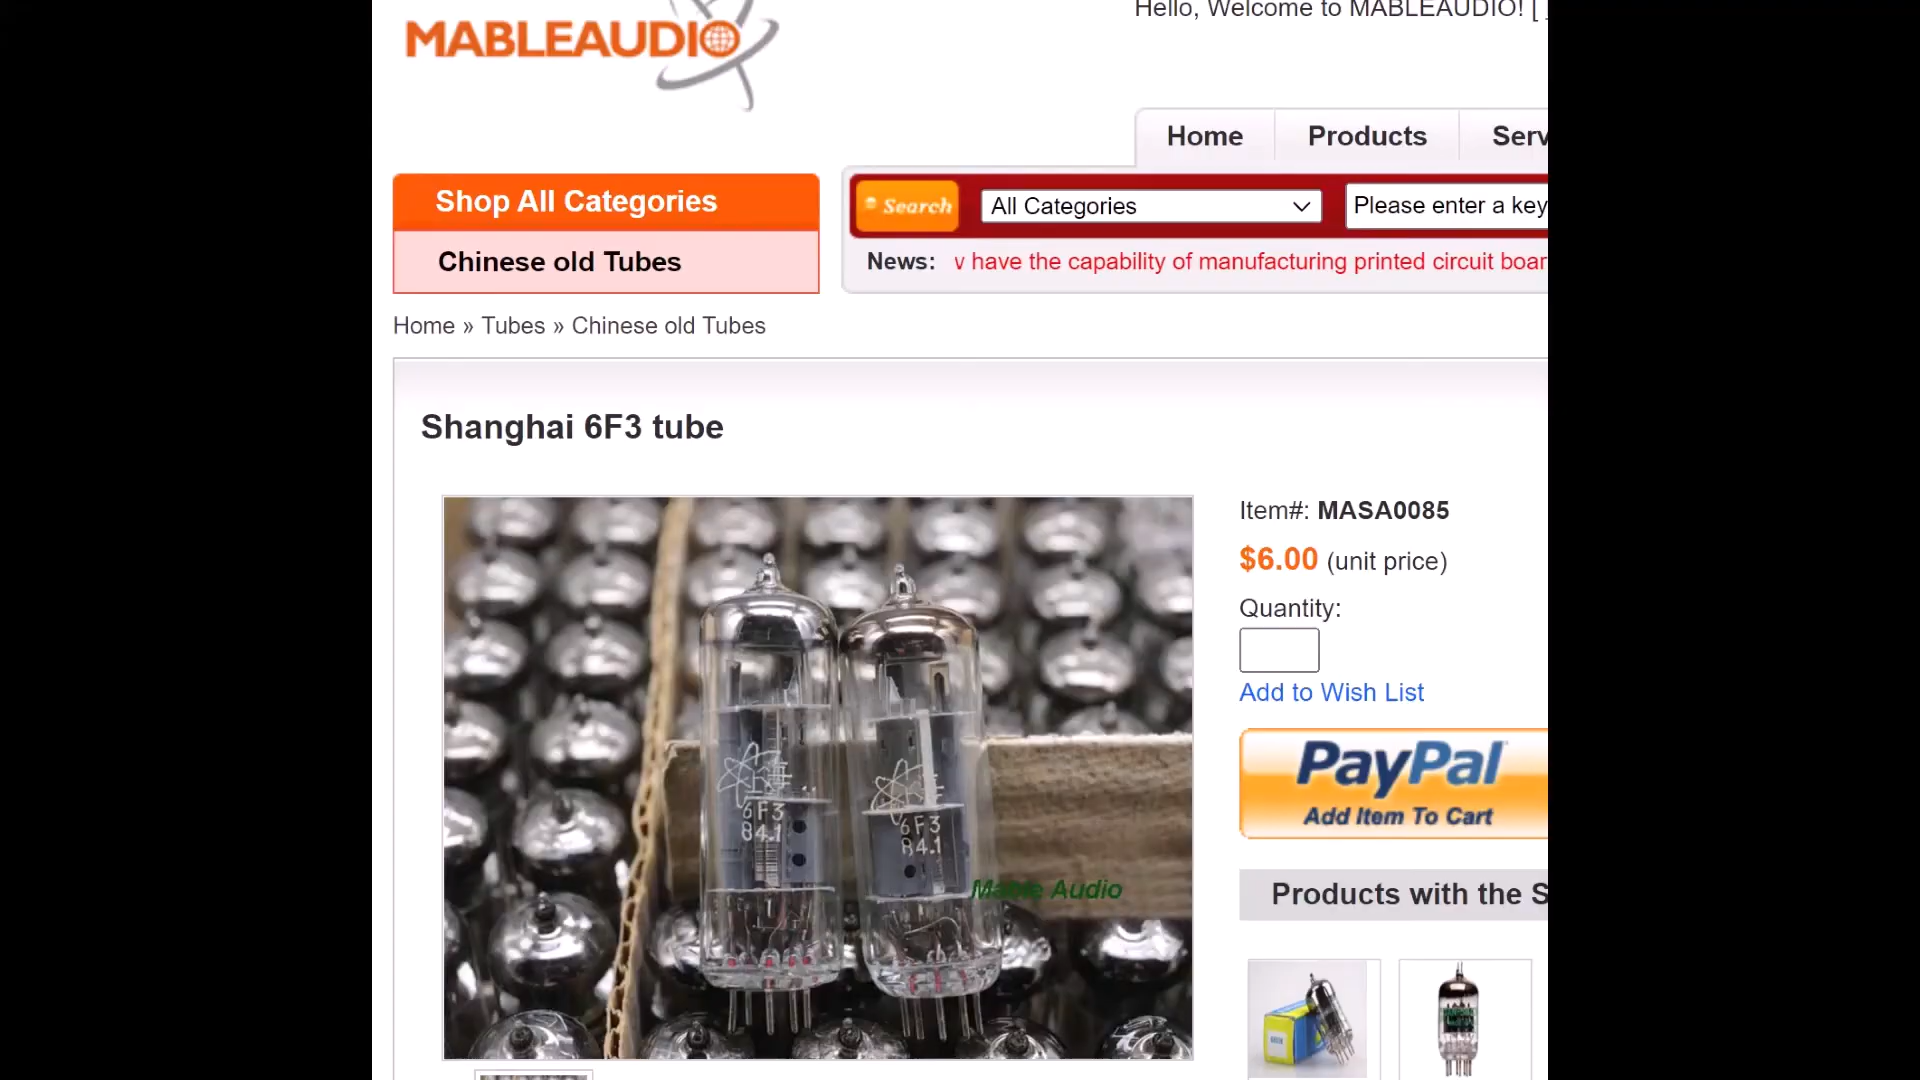 Hello, Welcome to MABLEAUDIO! [
MABLEAUDIO
Home Products Serv
Shop All Categories
Search All Categories Please enter a key
Chinese old Tubes
News: have the capability of manufacturing printed circuit boar
Home » Tubes » Chinese old Tubes
Shanghai 6F3 tube
Item#: MASA0085
$6.00 (unit price)
Quantity:
Add to Wish List
PayPal
Add Item To Cart
6F3
84.1
6F3
84.1
Mable Audio
Products with the S